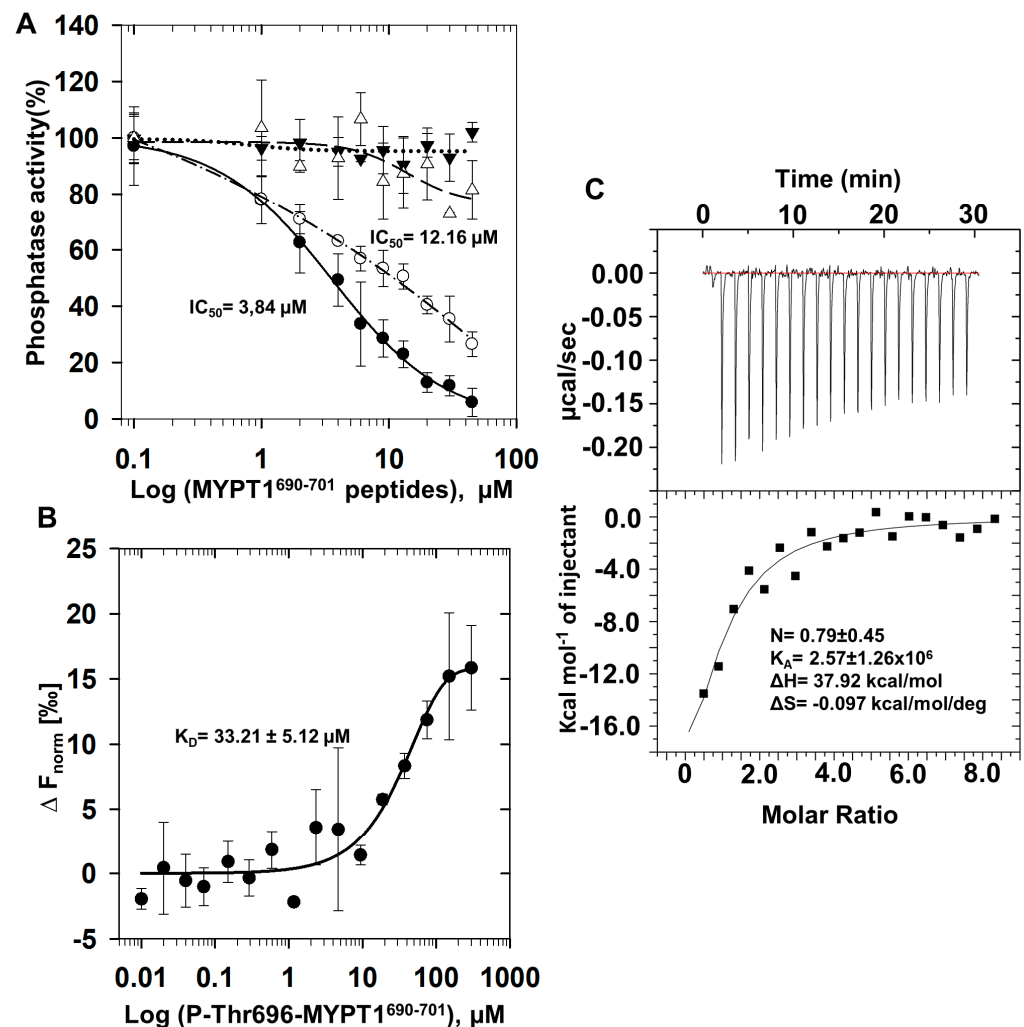 A
140
120
100
80
60
40
20
0
Phosphatase activity(%)
IC50= 12.16 µM
IC50= 3,84 µM
0.1 1 10 100
Log (MYPT1690-701 peptides), µM
B
25
20
15
10
5
0
-5
Δ Fnorm [‰]
KD= 33.21 ± 5.12 µM
0.01 0.1 1 10 100 1000
Log (P-Thr696-MYPT1690-701), µM
C
Time (min)
0 10 20 30
0.00
-0.05
-0.10
-0.15
-0.20
µcal/sec
0.0
-4.0
-8.0
-12.0
-16.0
Kcal mol-1 of injectant
N= 0.79±0.45
KA= 2.57±1.26x106
ΔH= 37.92 kcal/mol
ΔS= -0.097 kcal/mol/deg
0 2.0 4.0 6.0 8.0
Molar Ratio